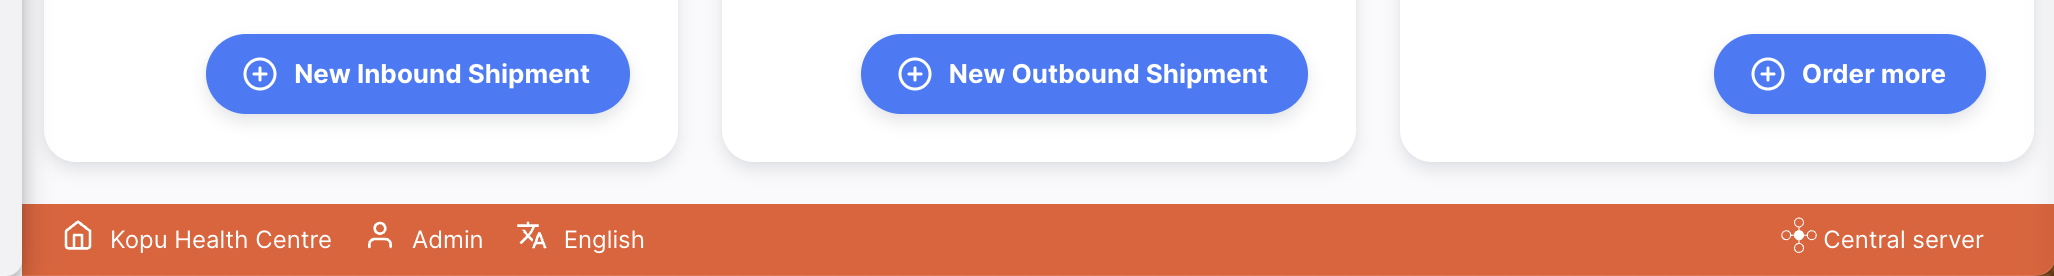 New Inbound Shipment
New Outbound Shipment
Order more
Kopu Health Centre
Admin
English
Central server